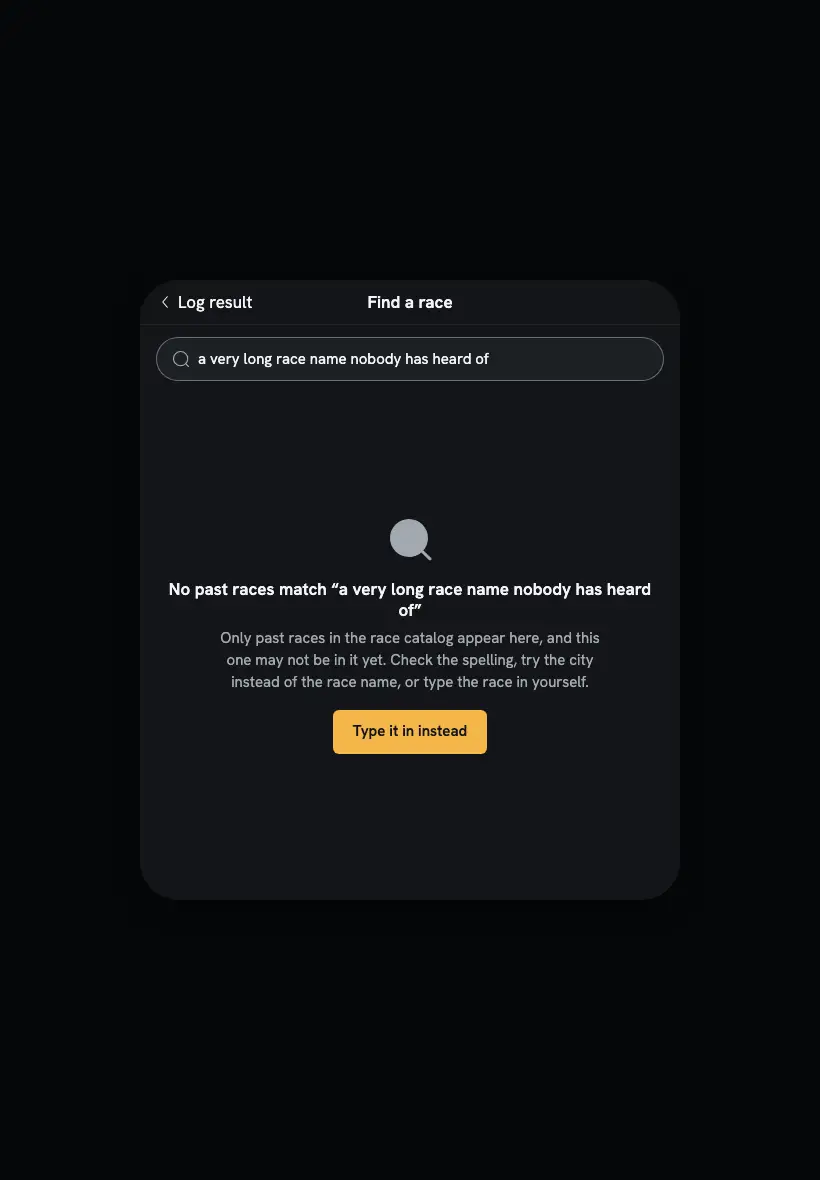 Log result
Find a race
a very long race name nobody has heard of
No past races match “a very long race name nobody has heard
of”
Only past races in the race catalog appear here, and this
one may not be in it yet. Check the spelling, try the city
instead of the race name, or type the race in yourself.
Type it in instead